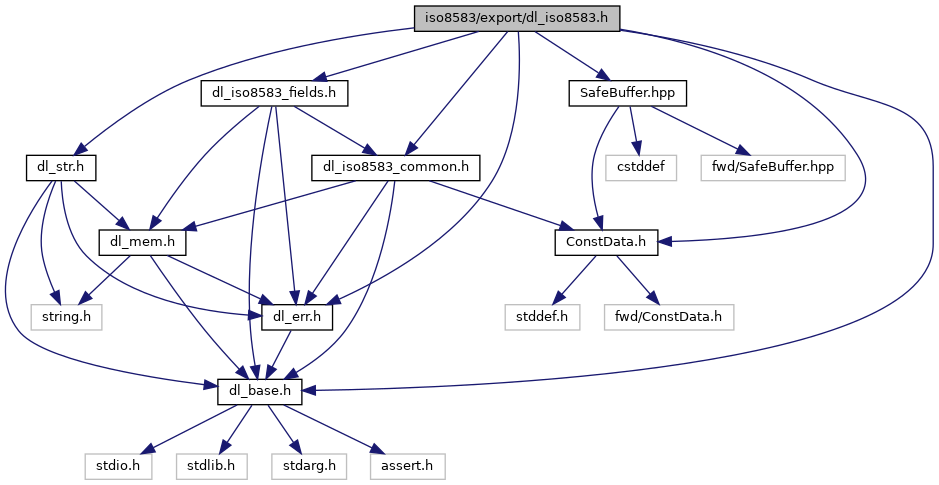 iso8583/export/dl_iso8583.h
dl_iso8583_fields.h
SafeBuffer.hpp
dl_str.h
dl_iso8583_common.h
cstddef
fwd/SafeBuffer.hpp
dl_mem.h
ConstData.h
string.h
dl_err.h
stddef.h
fwd/ConstData.h
dl_base.h
stdio.h
stdlib.h
stdarg.h
assert.h